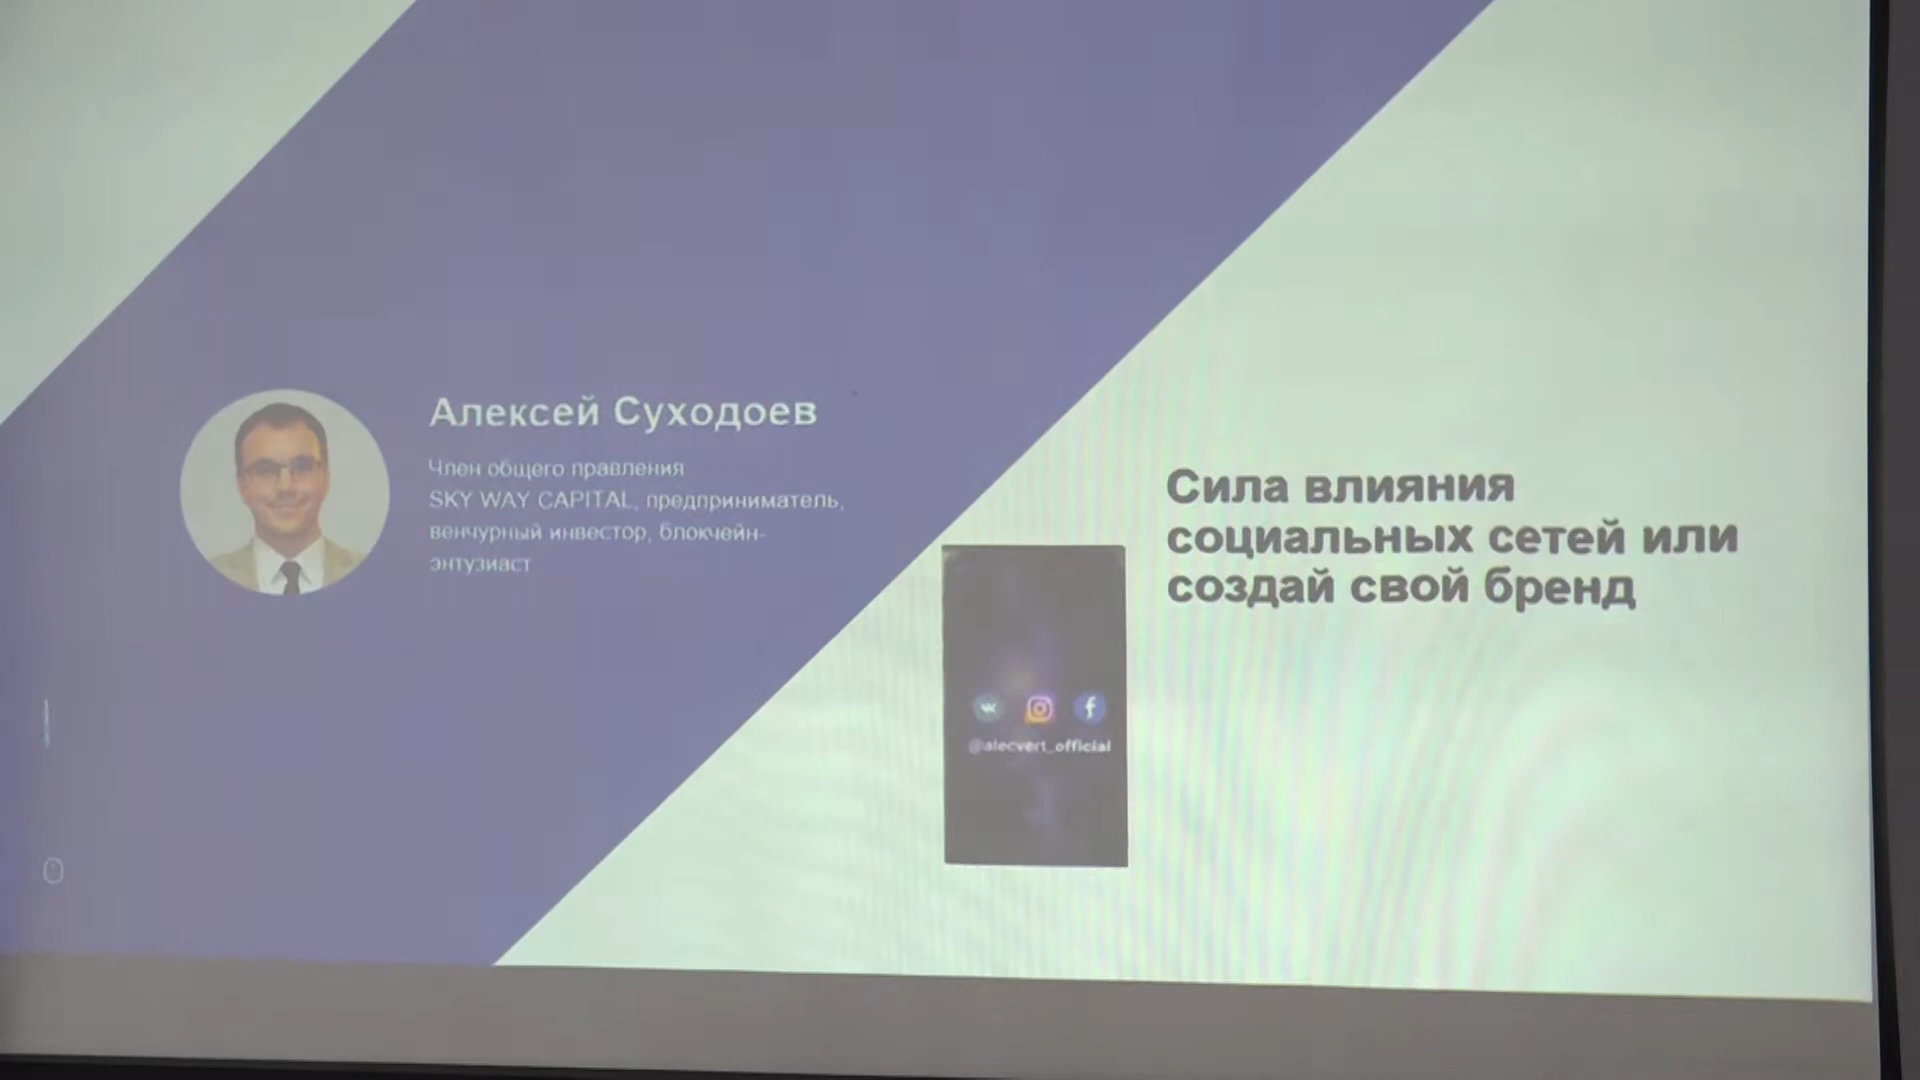 Алексей Суходоев
Член общего правления
SKY WAY CAPITAL, предприниматель,
венчурный инвестор, блокчейн-
энтузиаст
Сила влияния
социальных сетей или
создай свой бренд
@alecvert_official